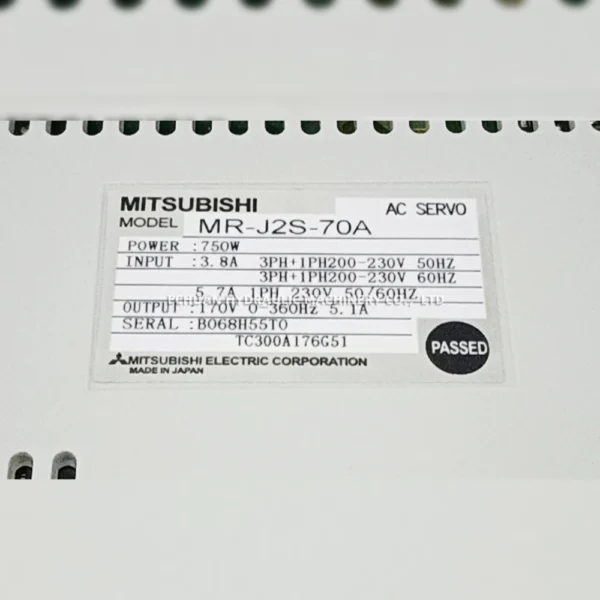 MITSUBISHI AC SERVO
MODEL MR-J2S-70A
POWER :750W
INPUT :3.8A 3PH+1PH200-230V 50HZ
3PH+1PH200-230V 60HZ
5.7A 1PH 230V 50/60HZ
OUTPUT :170V 0-360Hz 5.1A
SERAL :B068H55T0
TC300A176G51
PASSED
MITSUBISHI ELECTRIC CORPORATION
MADE IN JAPAN